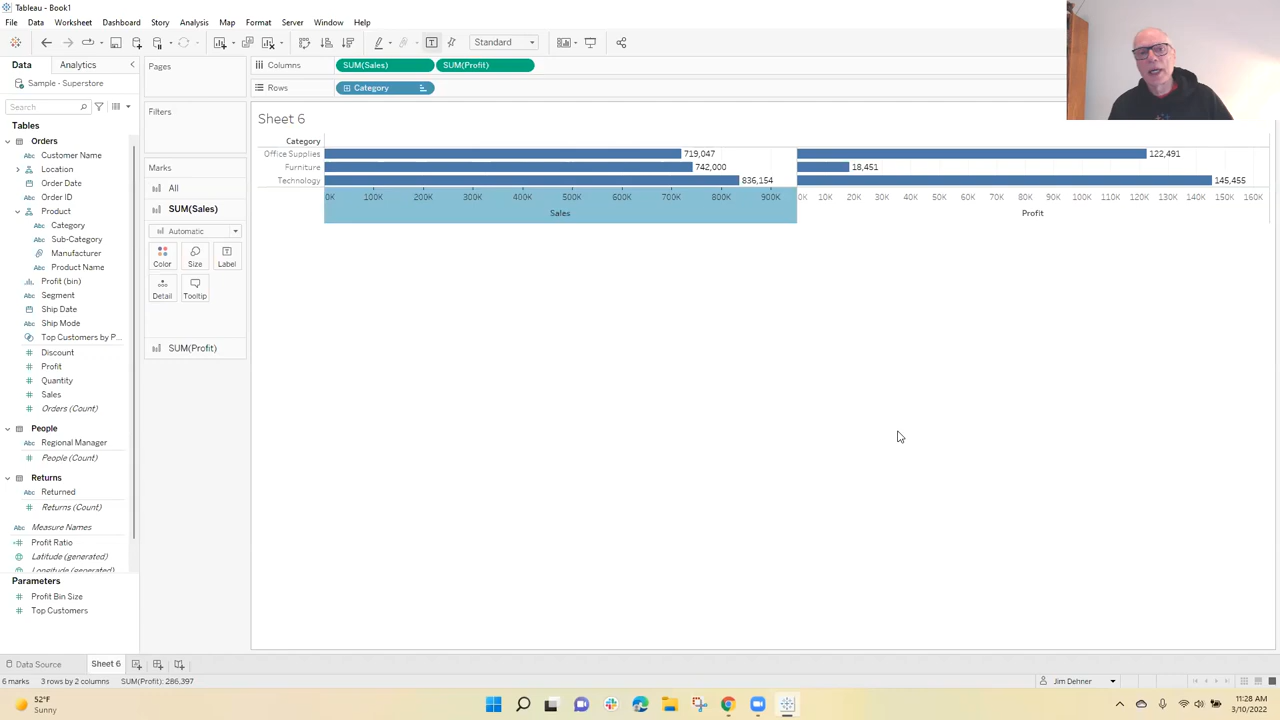 Tableau - Book1
File Data Worksheet Dashboard Story Analysis Map Format Server Window Help
Standard
Data Analytics
Sample - Superstore
Search
Tables
Orders
Customer Name
Location
Order Date
Order ID
Product
Category
Sub-Category
Manufacturer
Product Name
Profit (bin)
Segment
Ship Date
Ship Mode
Top Customers by P...
Discount
Profit
Quantity
Sales
Orders (Count)
People
Regional Manager
People (Count)
Returns
Returned
Returns (Count)
Measure Names
Profit Ratio
Latitude (generated)
Longitude (generated)
Parameters
Profit Bin Size
Top Customers
Pages
Filters
Marks
All
SUM(Sales)
Automatic
Color Size Label
Detail Tooltip
SUM(Profit)
Columns SUM(Sales) SUM(Profit)
Rows Category
Sheet 6
Category
Office Supplies 719,047 122,491
Furniture 742,000 18,451
Technology 836,154 145,455
0K 100K 200K 300K 400K 500K 600K 700K 800K 900K 0K 10K 20K 30K 40K 50K 60K 70K 80K 90K 100K 110K 120K 130K 140K 150K 160K
Sales Profit
Data Source Sheet 6
6 marks 3 rows by 2 columns SUM(Profit): 286,397 Jim Dehner
52°F
Sunny
11:28 AM
3/10/2022